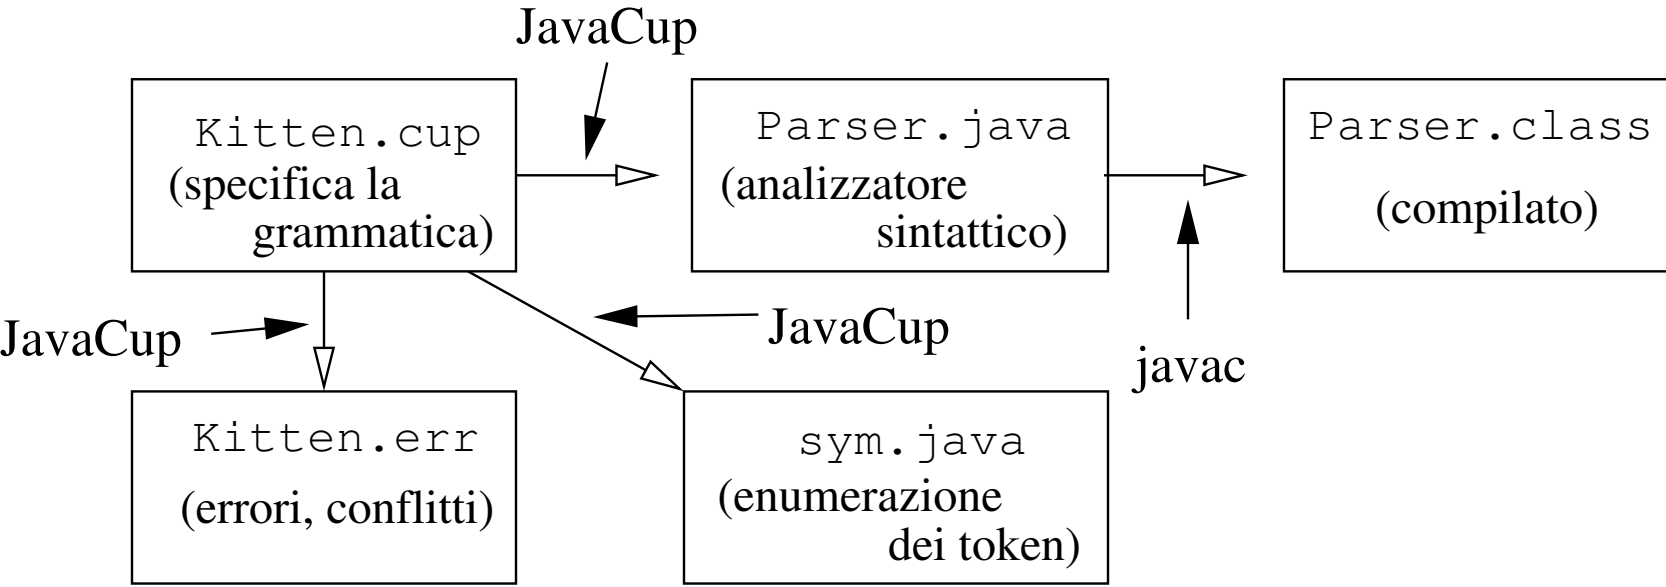 JavaCup
Kitten.cup
(specifica la
grammatica)
Parser.java
(analizzatore
sintattico)
Parser.class
(compilato)
JavaCup
JavaCup
javac
Kitten.err
(errori, conflitti)
sym.java
(enumerazione
dei token)